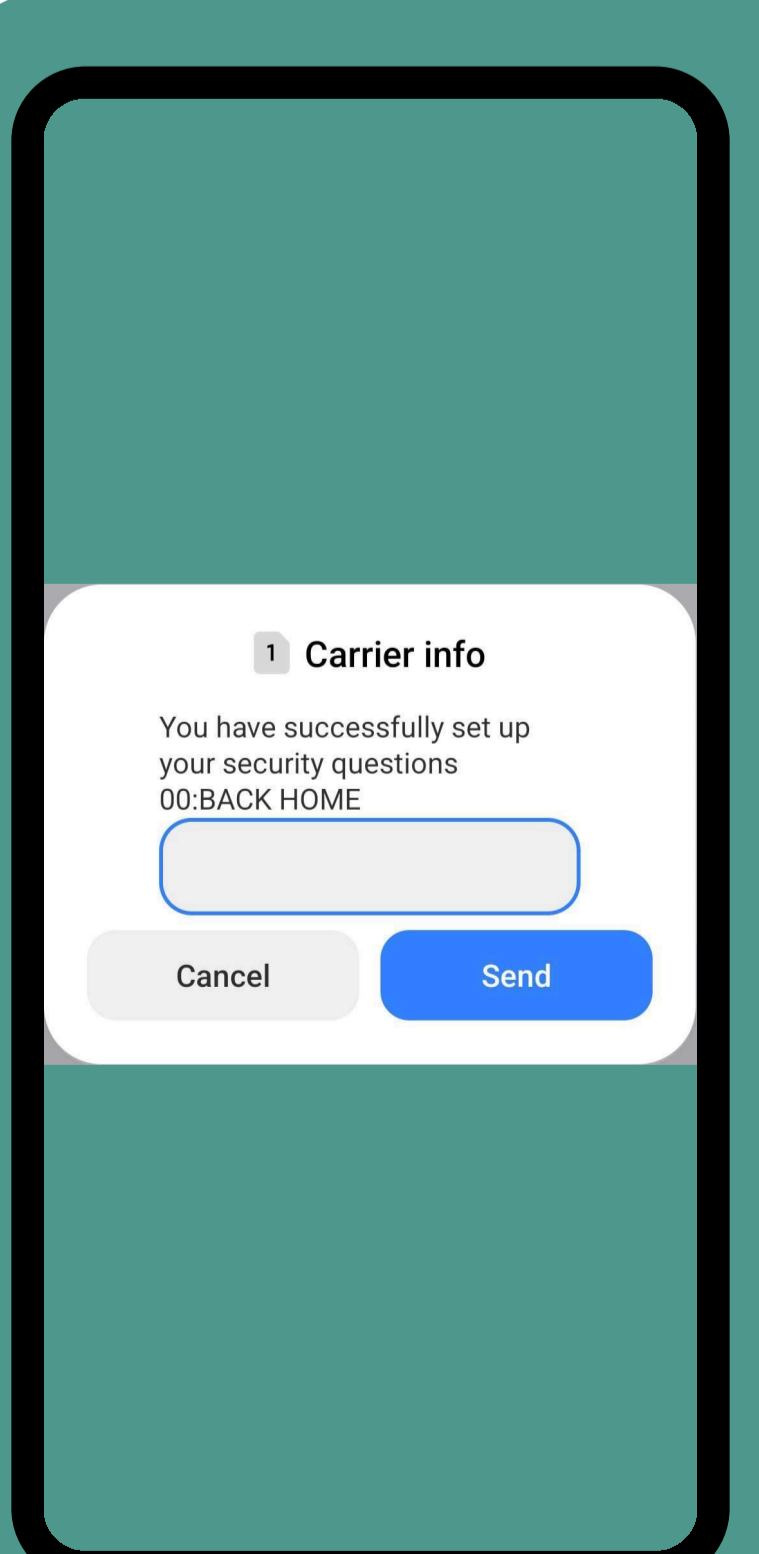 1 Carrier info
You have successfully set up
your security questions
00:BACK HOME
Cancel Send